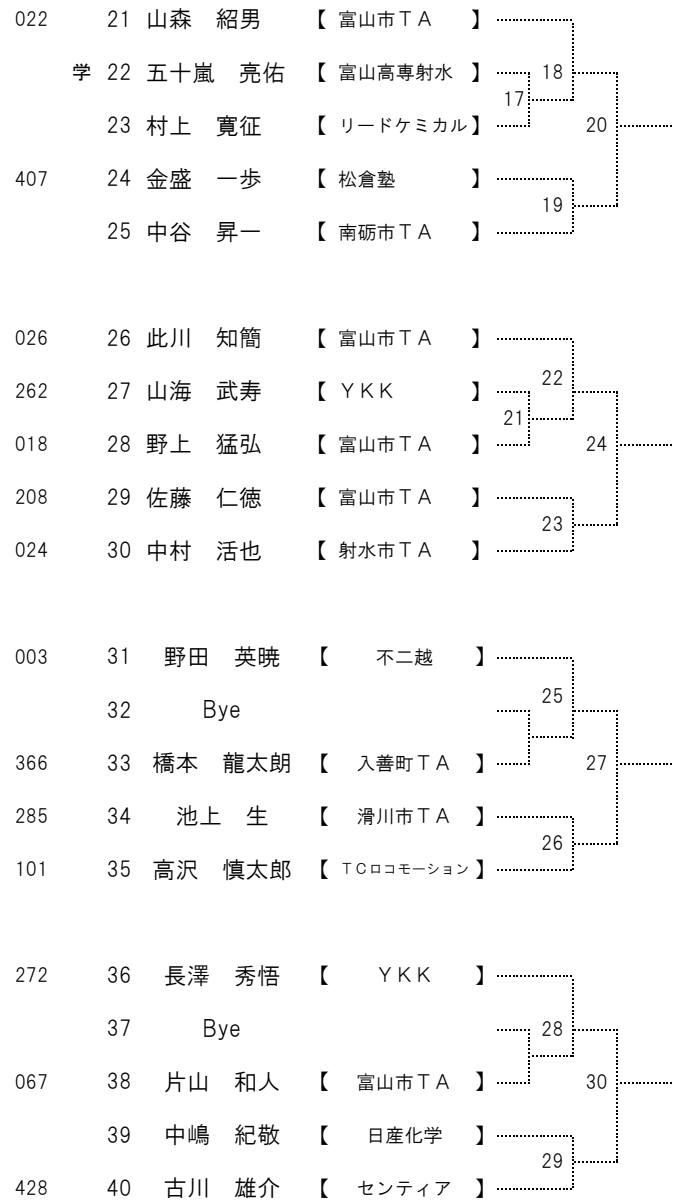 022 21 山森 紹男 【 富山市ＴＡ 】
学 22 五十嵐 亮佑 【 富山高専射水 】 18
17
23 村上 寛征 【 リードケミカル 】 20
407 24 金盛 一歩 【 松倉塾 】
19
25 中谷 昇一 【 南砺市ＴＡ 】
026 26 此川 知簡 【 富山市ＴＡ 】
22
262 27 山海 武寿 【 ＹＫＫ 】
21
018 28 野上 猛弘 【 富山市ＴＡ 】 24
208 29 佐藤 仁徳 【 富山市ＴＡ 】
23
024 30 中村 活也 【 射水市ＴＡ 】
003 31 野田 英暁 【 不二越 】
25
32 Bye
366 33 橋本 龍太朗 【 入善町ＴＡ 】 27
285 34 池上 生 【 滑川市ＴＡ 】
26
101 35 高沢 慎太郎 【 ＴＣロコモーション 】
272 36 長澤 秀悟 【 ＹＫＫ 】
37 Bye 28
067 38 片山 和人 【 富山市ＴＡ 】 30
39 中嶋 紀敬 【 日産化学 】
29
428 40 古川 雄介 【 センティア 】